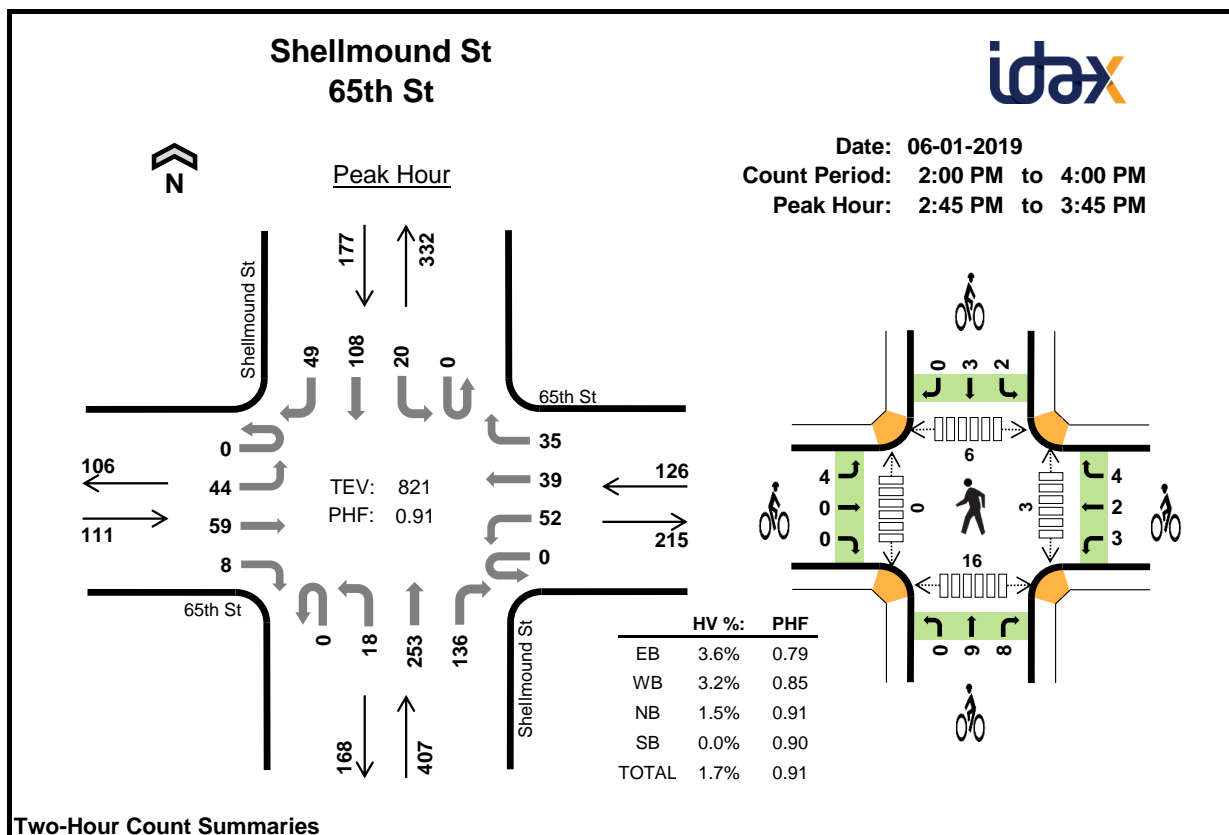 Shellmound St
65th St
idax
Date: 06-01-2019
Count Period: 2:00 PM to 4:00 PM
Peak Hour: 2:45 PM to 3:45 PM
N
Peak Hour
177
332
Shellmound St
49
108
20
0
65th St
0
44
59
8
106
111
TEV: 821
PHF: 0.91
35
39
52
0
126
215
65th St
0
18
253
136
Shellmound St
168
407
HV %: PHF
EB 3.6% 0.79
WB 3.2% 0.85
NB 1.5% 0.91
SB 0.0% 0.90
TOTAL 1.7% 0.91
0 3 2
6
4
0
0
0
3
4
2
3
16
0 9 8
Two-Hour Count Summaries